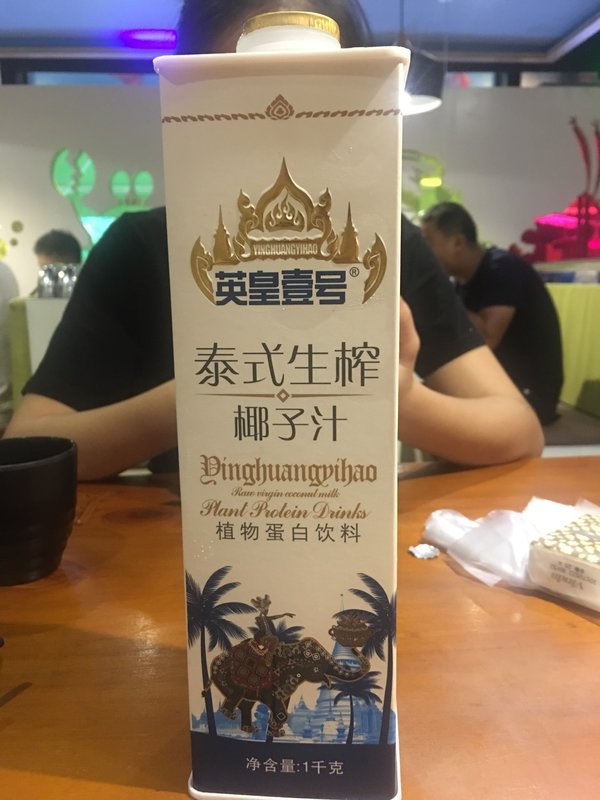 YINGHUANGYIHAO
英皇壹号®
泰式生榨
椰子汁
Yinghuangyihao
Raw virgin coconut milk
Plant Protein Drinks
植物蛋白饮料
净含量:1千克